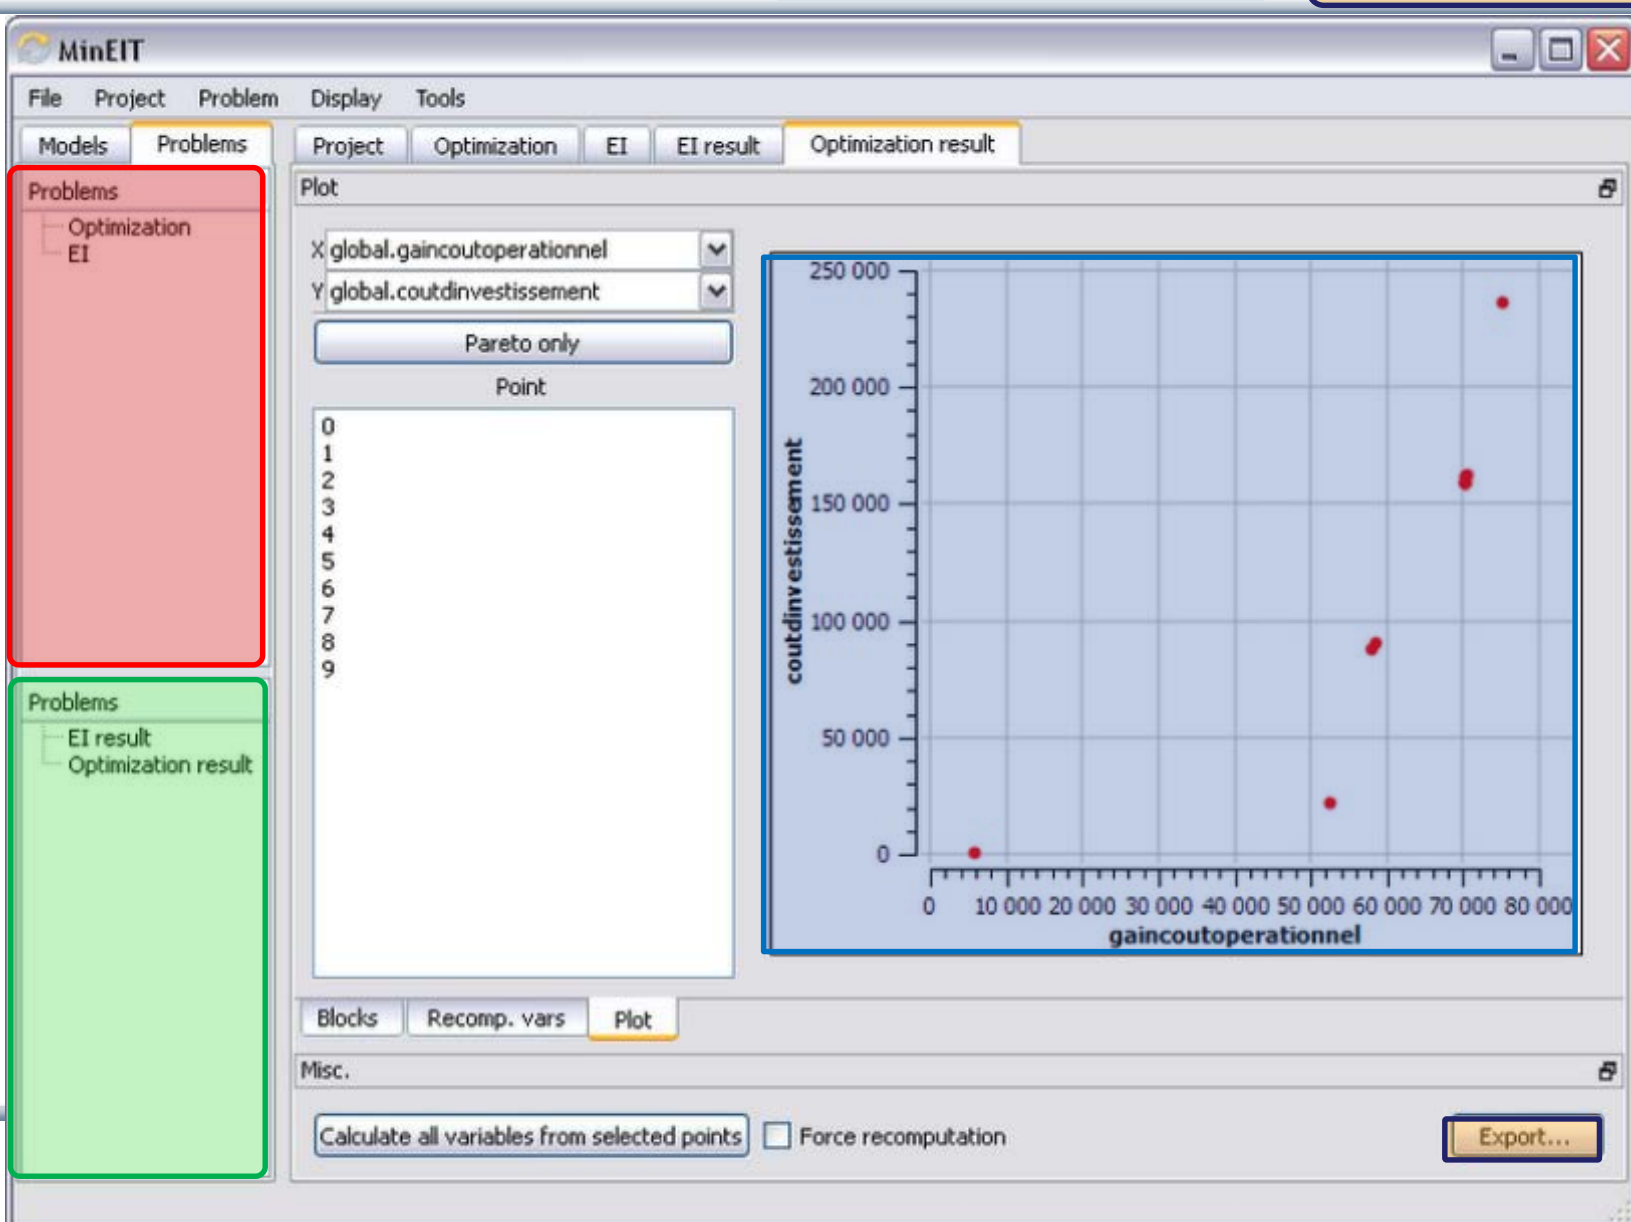 MinEIT
File Project Problem Display Tools
Models Problems
Project Optimization EI EI result Optimization result
Problems
Optimization
EI
Problems
EI result
Optimization result
Plot
X global.gaincoutoperationnel
Y global.coutdinvestissement
Pareto only
Point
0
1
2
3
4
5
6
7
8
9
coutdinvestissement
250 000
200 000
150 000
100 000
50 000
0
0 10 000 20 000 30 000 40 000 50 000 60 000 70 000 80 000
gaincoutoperationnel
Blocks Recomp. vars Plot
Misc.
Calculate all variables from selected points Force recomputation Export...